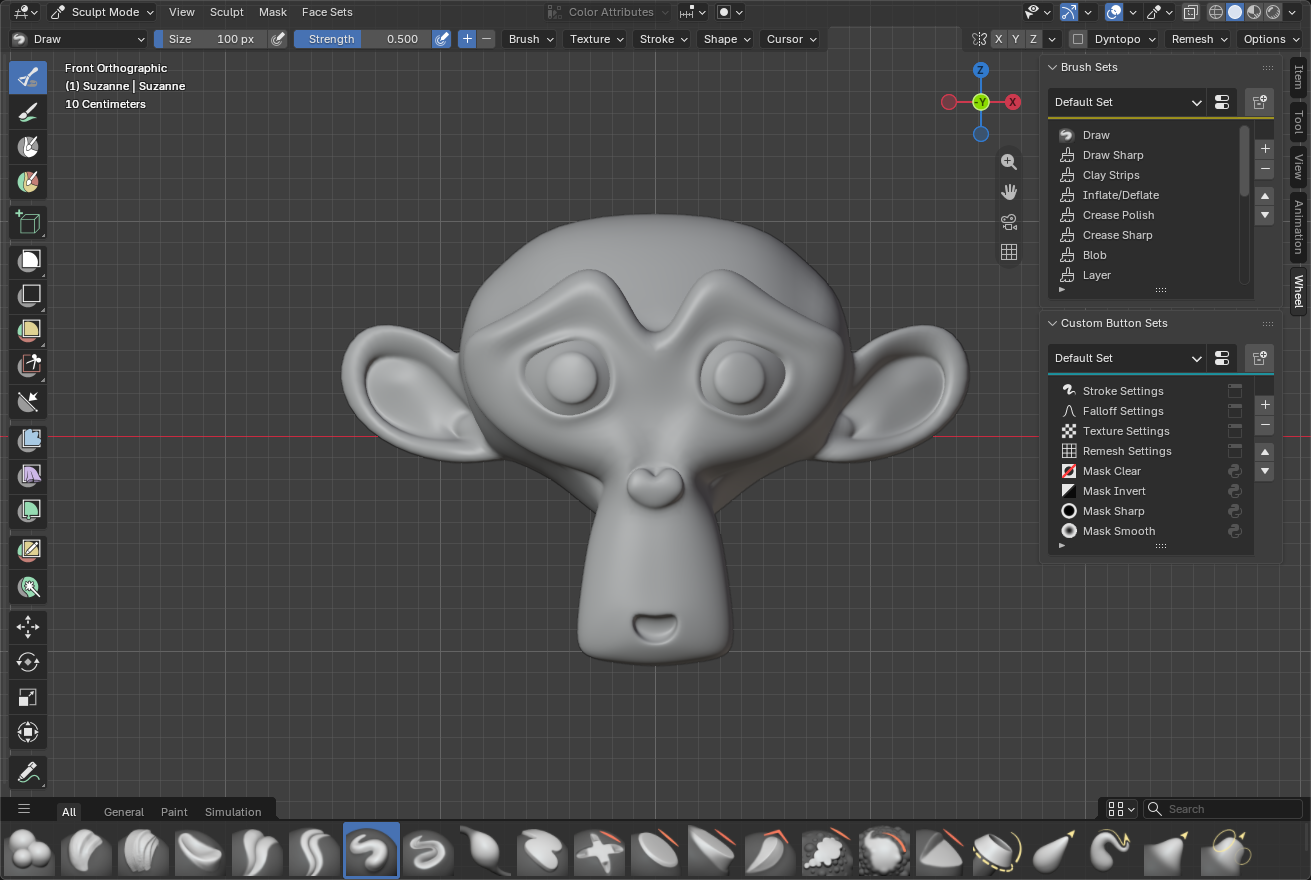 Sculpt Mode View Sculpt Mask Face Sets Color Attributes
Draw Size 100 px Strength 0.500 Brush Texture Stroke Shape Cursor X Y Z Dyntopo Remesh Options
Front Orthographic
(1) Suzanne | Suzanne
10 Centimeters
Z
-Y
X
Brush Sets
Default Set
Draw
Draw Sharp
Clay Strips
Inflate/Deflate
Crease Polish
Crease Sharp
Blob
Layer
Custom Button Sets
Default Set
Stroke Settings
Falloff Settings
Texture Settings
Remesh Settings
Mask Clear
Mask Invert
Mask Sharp
Mask Smooth
Item
Tool
View
Animation
Wheel
All General Paint Simulation
Search